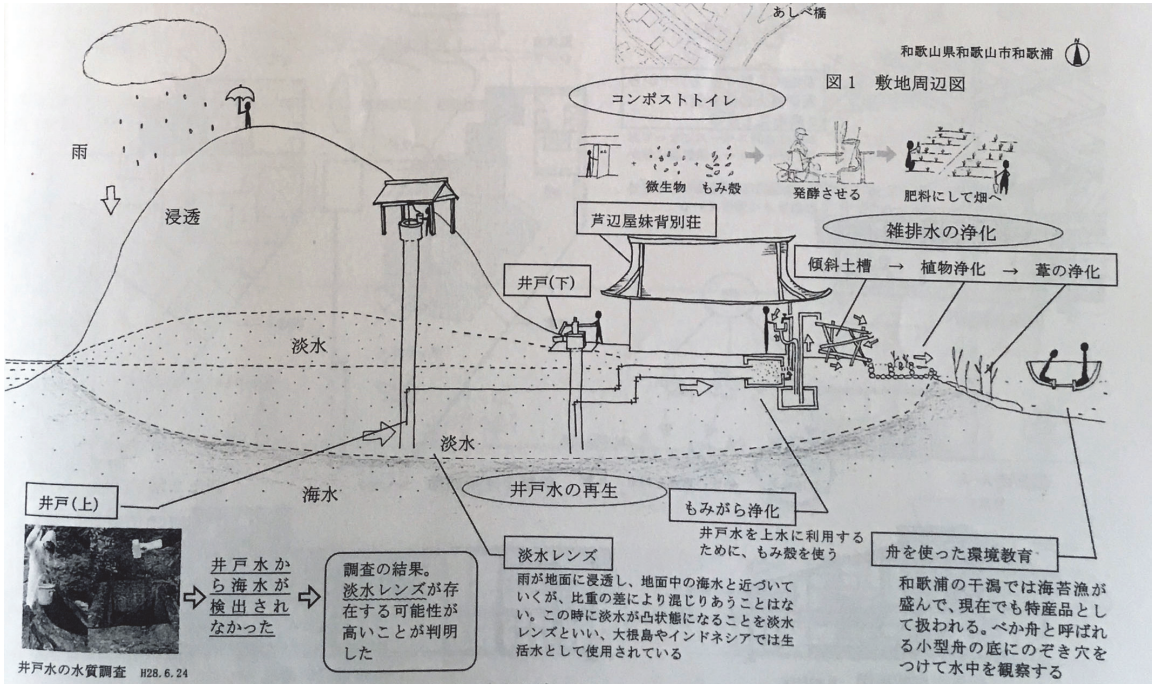 あしべ橋
和歌山県和歌山市和歌浦
N
図1 敷地周辺図
コンポストトイレ
微生物
もみ殻
発酵させる
肥料にして畑へ
雨
浸透
芦辺屋妹背別荘
雑排水の浄化
傾斜土槽 → 植物浄化 → 葦の浄化
井戸(下)
淡水
淡水
海水
井戸水の再生
井戸(上)
もみがら浄化
井戸水を上水に利用する
ために、もみ殻を使う
淡水レンズ
雨が地面に浸透し、地面中の海水と近づいて
いくが、比重の差により混じりあうことはな
い。この時に淡水が凸状態になることを淡水
レンズといい、大根島やインドネシアでは生
活水として使用されている
舟を使った環境教育
和歌浦の干潟では海苔漁が
盛んで、現在でも特産品とし
て扱われる。べか舟と呼ばれ
る小型舟の底にのぞき穴を
つけて水中を観察する
井戸水か
ら海水が
検出され
なかった
調査の結果。
淡水レンズが存
在する可能性が
高いことが判明
した
井戸水の水質調査 H28.6.24